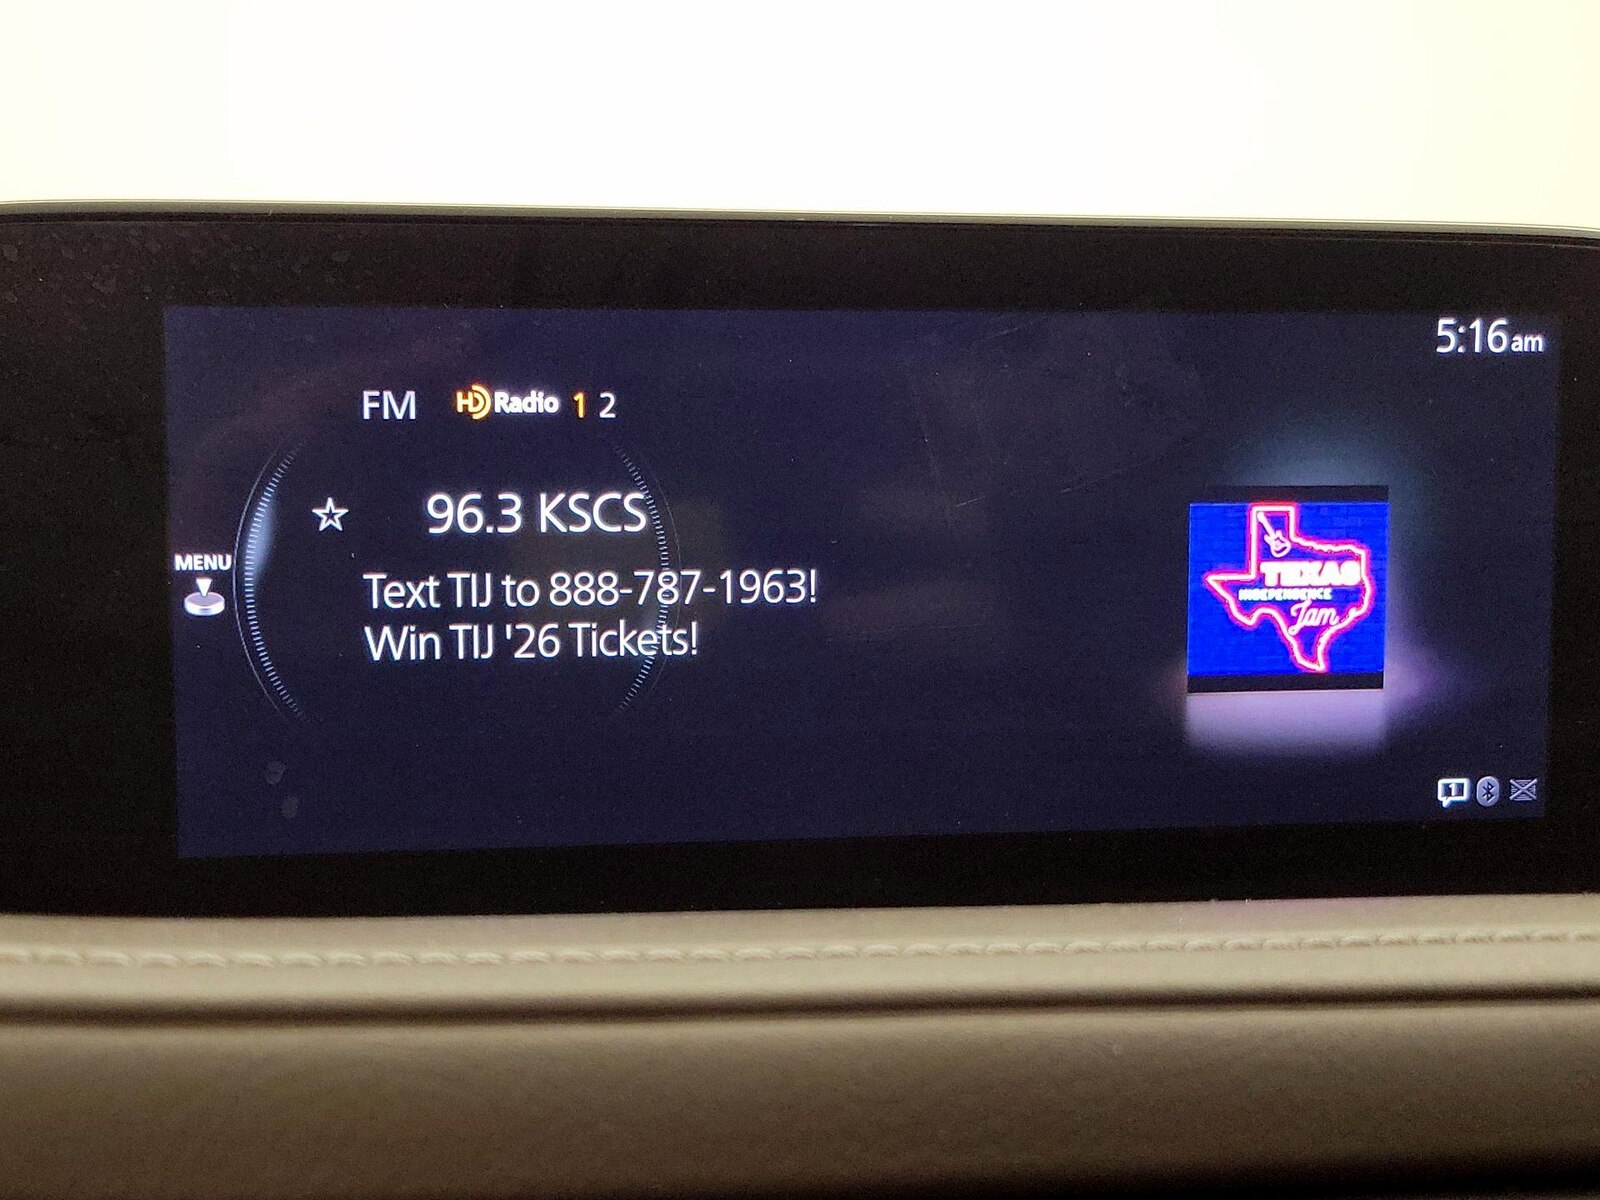 5:16am
FM HD Radio 1 2
96.3 KSCS
MENU
Text TIJ to 888-787-1963!
Win TIJ '26 Tickets!
TEXAS
INDEPENDENCE
Jam
1